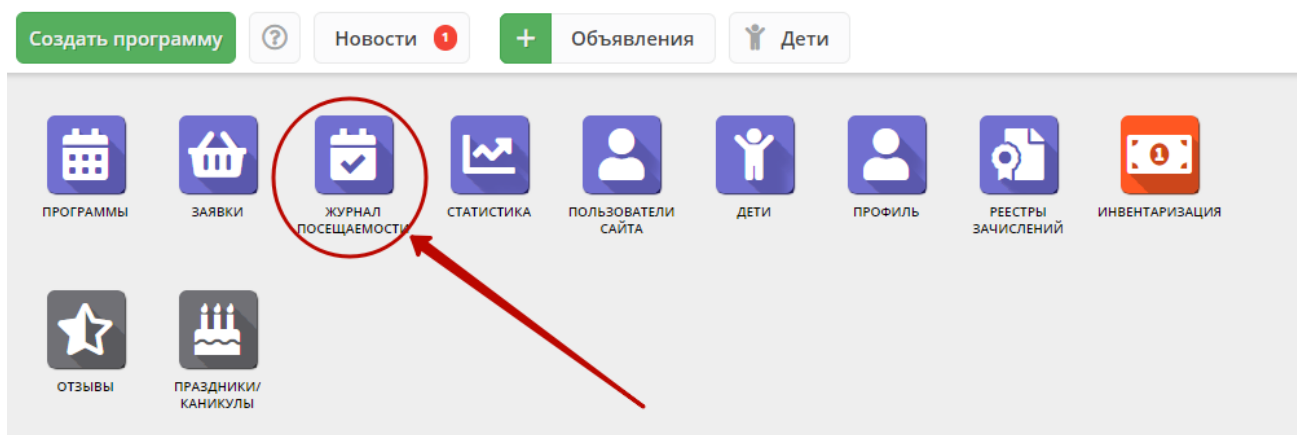 Создать программу
?
Новости 1
+ Объявления
Дети
ПРОГРАММЫ
ЗАЯВКИ
ЖУРНАЛ
ПОСЕЩАЕМОСТИ
СТАТИСТИКА
ПОЛЬЗОВАТЕЛИ
САЙТА
ДЕТИ
ПРОФИЛЬ
РЕЕСТРЫ
ЗАЧИСЛЕНИЙ
1
ИНВЕНТАРИЗАЦИЯ
ОТЗЫВЫ
ПРАЗДНИКИ/
КАНИКУЛЫ